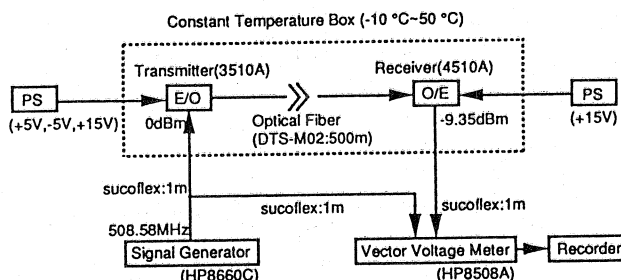 Constant Temperature Box (-10 °C~50 °C)
Transmitter(3510A)
Receiver(4510A)
PS
E/O
O/E
PS
(+5V,-5V,+15V)
0dBm
Optical Fiber
(DTS-M02:500m)
-9.35dBm
(+15V)
sucoflex:1m
sucoflex:1m
sucoflex:1m
508.58MHz
Signal Generator
(HP8660C)
Vector Voltage Meter
(HP8508A)
Recorder